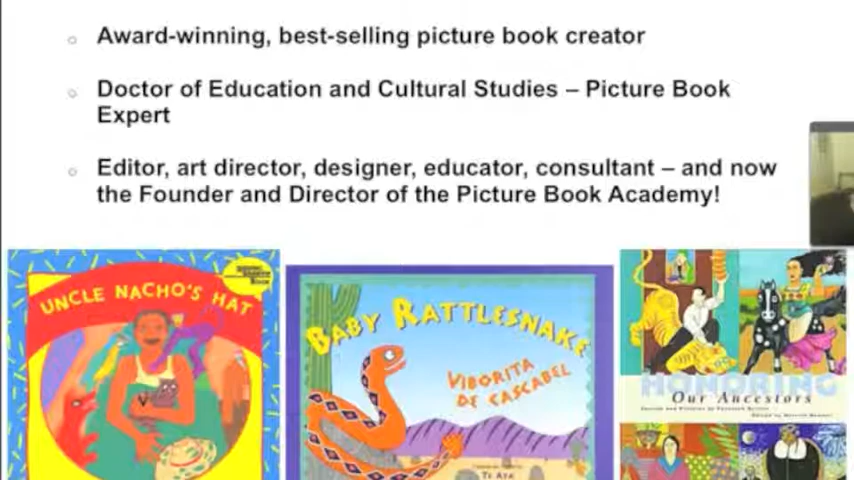 Award-winning, best-selling picture book creator
Doctor of Education and Cultural Studies – Picture Book
Expert
Editor, art director, designer, educator, consultant – and now
the Founder and Director of the Picture Book Academy!
UNCLE NACHO'S HAT
BABY RATTLESNAKE
VIBORITA
DE CASCABEL
TE ATA
HONORING
Our Ancestors